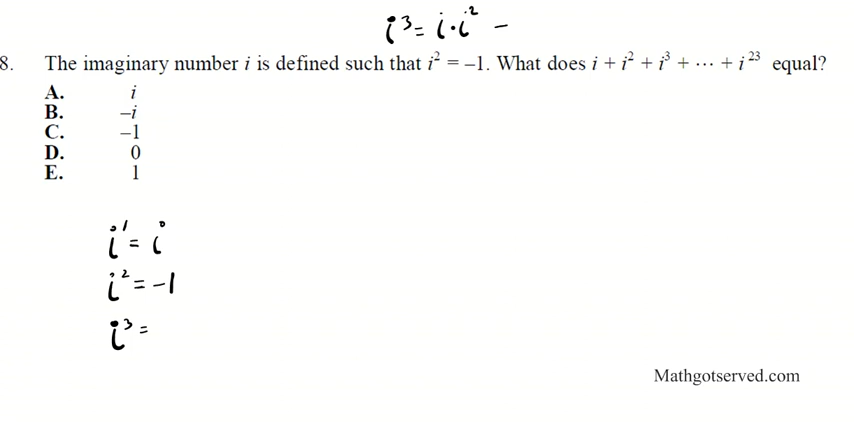 i³ = i · i² –
8. The imaginary number i is defined such that i² = –1. What does i + i² + i³ + ⋯ + i²³ equal?
A. i
B. –i
C. –1
D. 0
E. 1
i¹ = i
i² = –1
i³ =
Mathgotserved.com